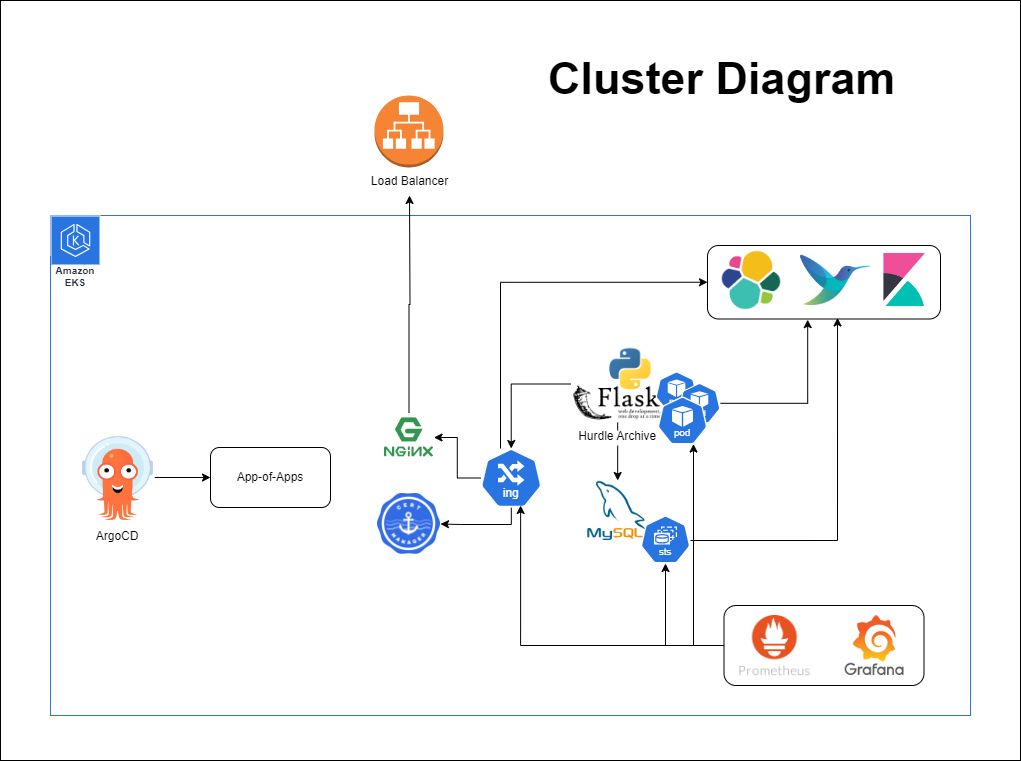 Cluster Diagram
Load Balancer
Amazon
EKS
Flask
web development,
one drop at a time
pod
Hurdle Archive
NGiNX
ing
App-of-Apps
ArgoCD
CERT
MANAGER
MySQL
sts
Prometheus
Grafana